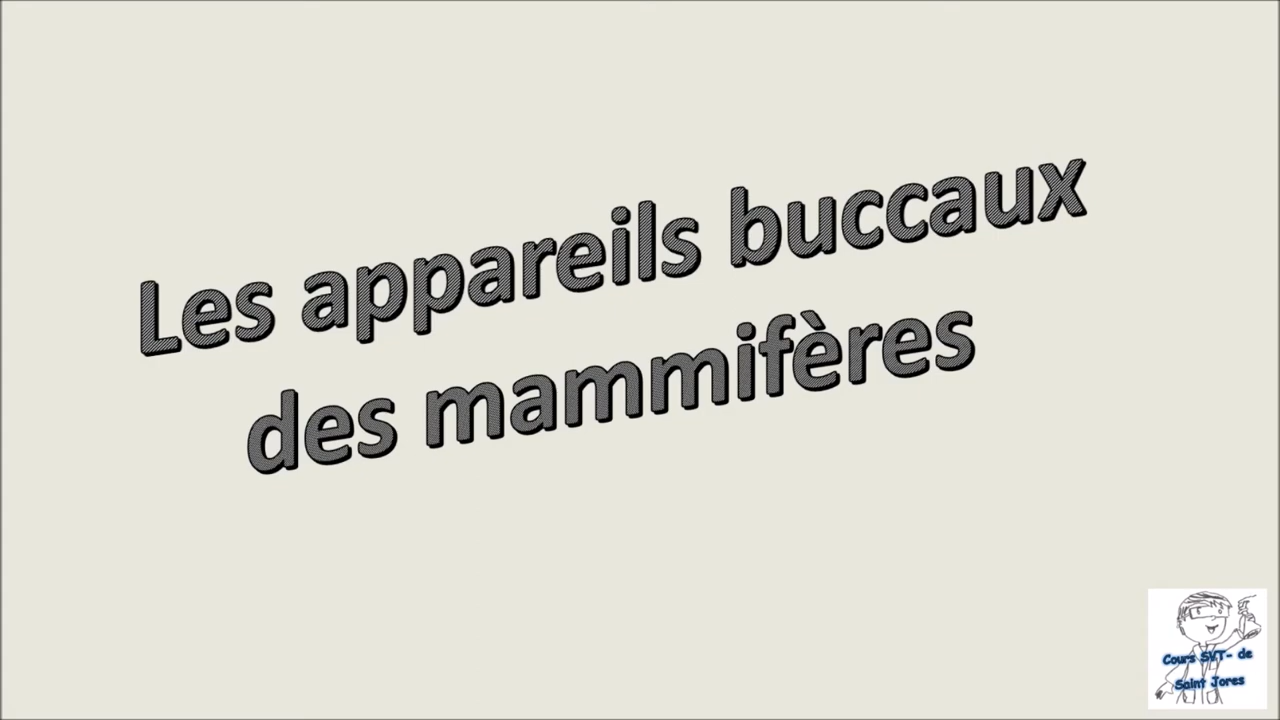 Les appareils buccaux
des mammifères
Cours SVT- de
Saint Jores